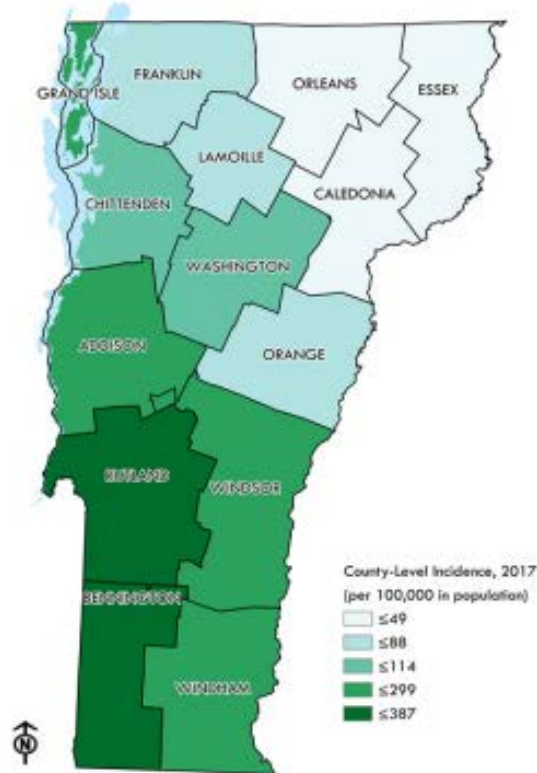 FRANKLIN
ORLEANS
ESSEX
GRAND ISLE
LAMOILLE
CALEDONIA
CHITTENDEN
WASHINGTON
ADDISON
ORANGE
RUTLAND
WINDSOR
BENNINGTON
WINDHAM
County-Level Incidence, 2017
(per 100,000 in population)
≤49
≤88
≤114
≤299
≤387
N